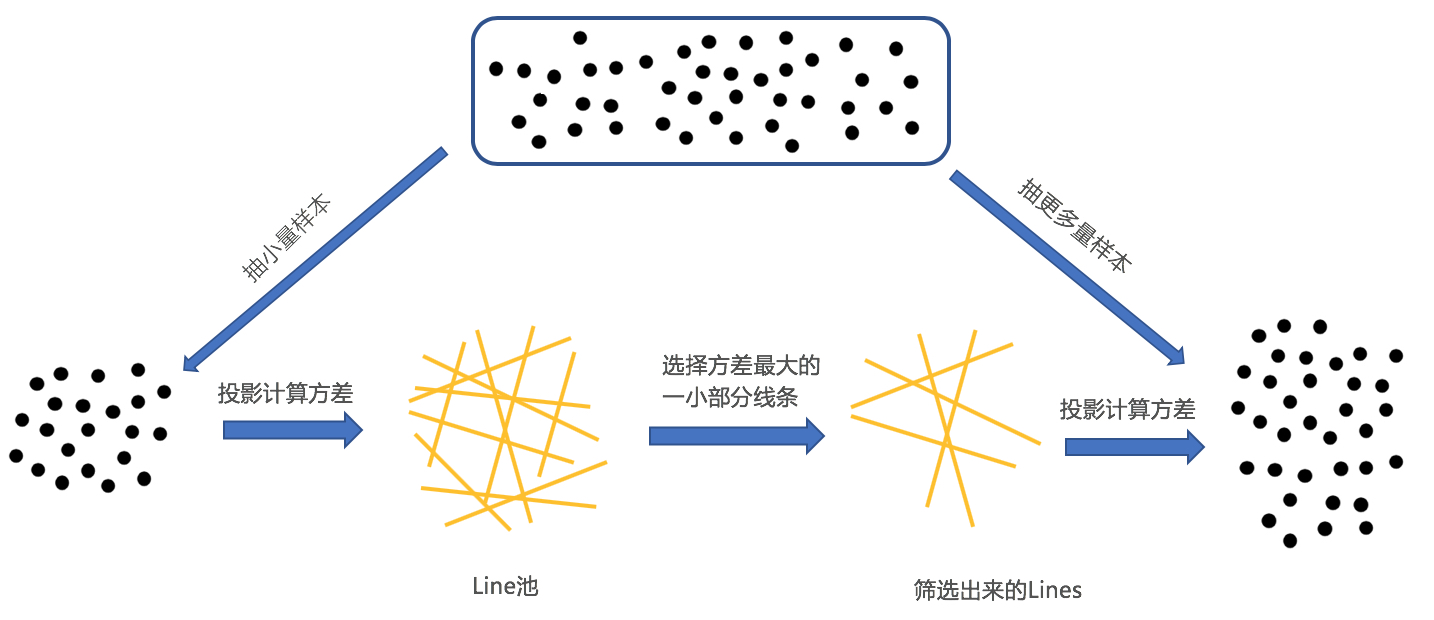 抽小量样本
抽更多量样本
投影计算方差
选择方差最大的
一小部分线条
投影计算方差
Line池
筛选出来的Lines